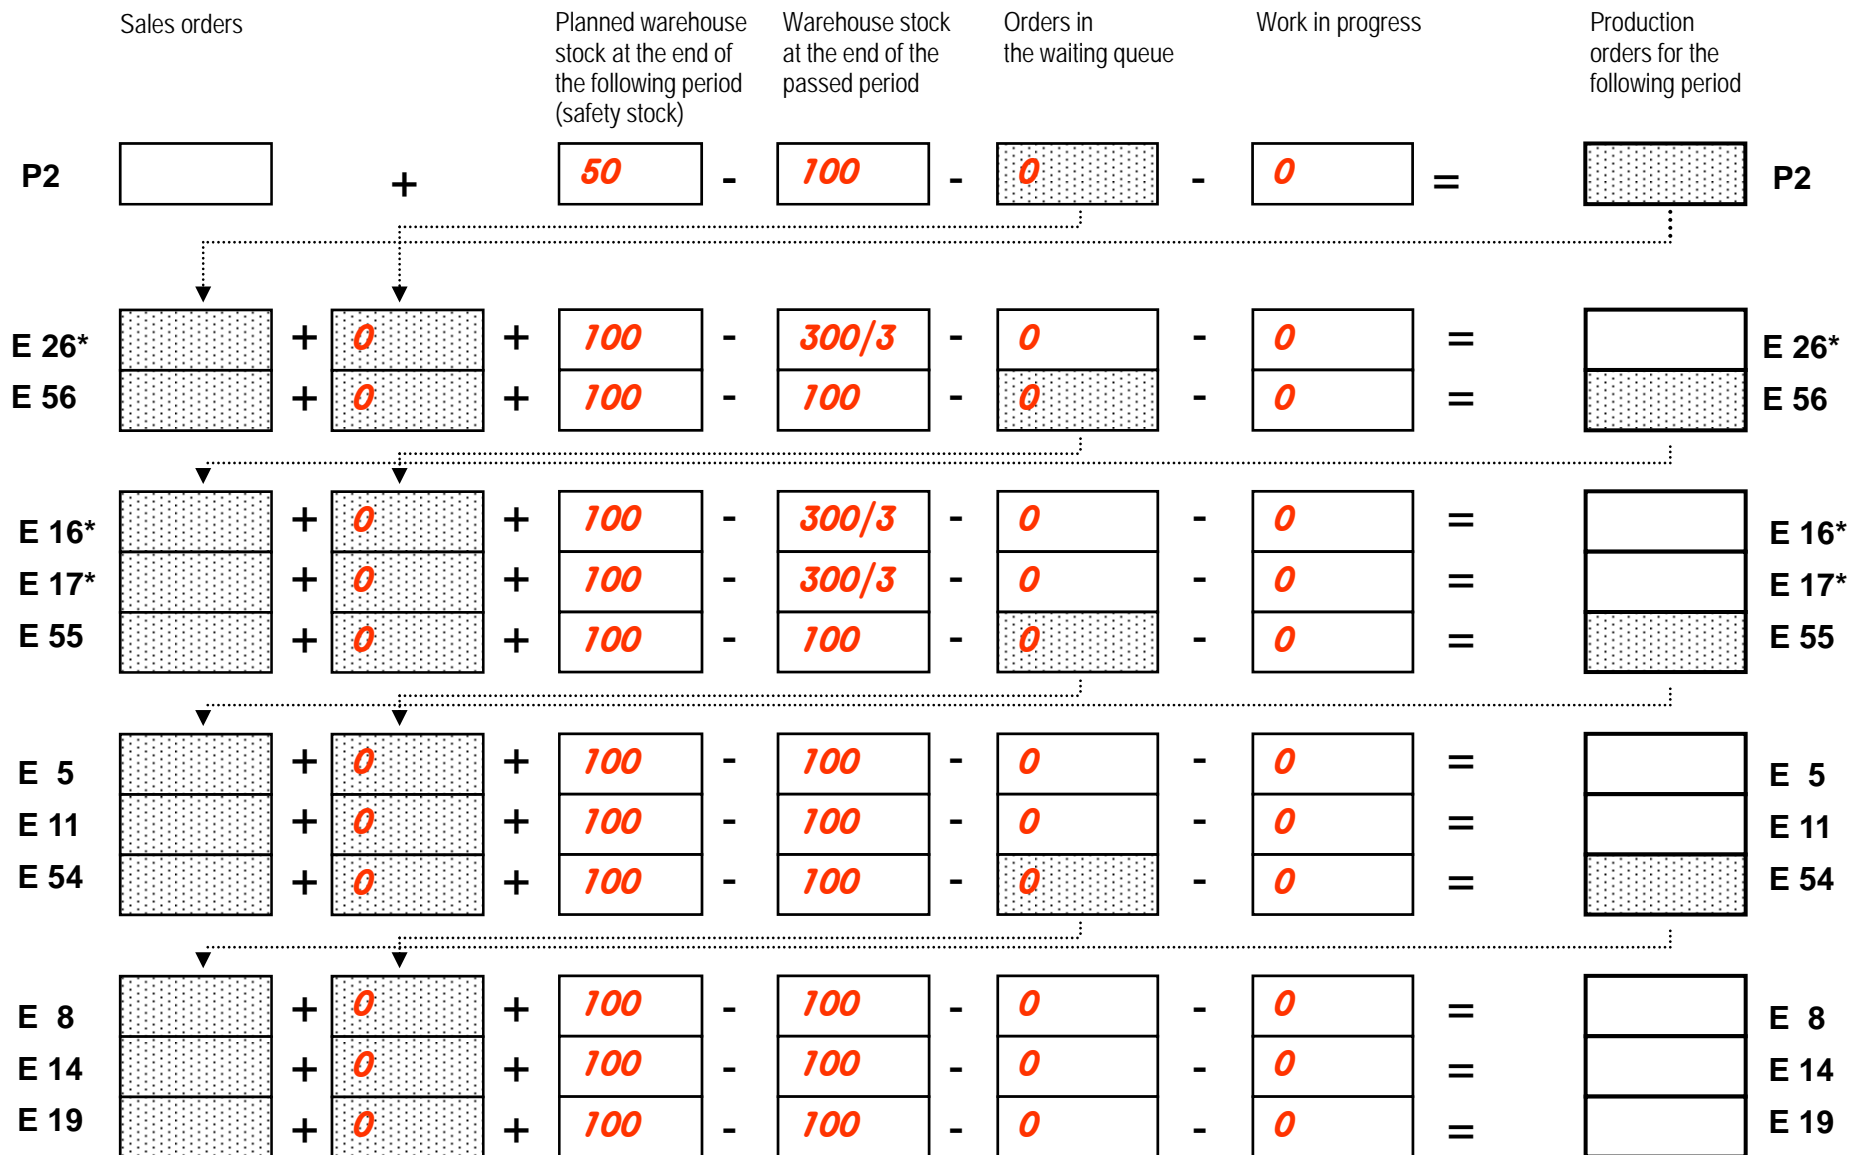 Sales orders
Planned warehouse stock at the end of the following period (safety stock)
Warehouse stock at the end of the passed period
Orders in the waiting queue
Work in progress
Production orders for the following period
P2 + 50 - 100 - 0 - 0 = P2
E 26* + 0 + 100 - 300/3 - 0 - 0 = E 26*
E 56 + 0 + 100 - 100 - 0 - 0 = E 56
E 16* + 0 + 100 - 300/3 - 0 - 0 = E 16*
E 17* + 0 + 100 - 300/3 - 0 - 0 = E 17*
E 55 + 0 + 100 - 100 - 0 - 0 = E 55
E 5 + 0 + 100 - 100 - 0 - 0 = E 5
E 11 + 0 + 100 - 100 - 0 - 0 = E 11
E 54 + 0 + 100 - 100 - 0 - 0 = E 54
E 8 + 0 + 100 - 100 - 0 - 0 = E 8
E 14 + 0 + 100 - 100 - 0 - 0 = E 14
E 19 + 0 + 100 - 100 - 0 - 0 = E 19